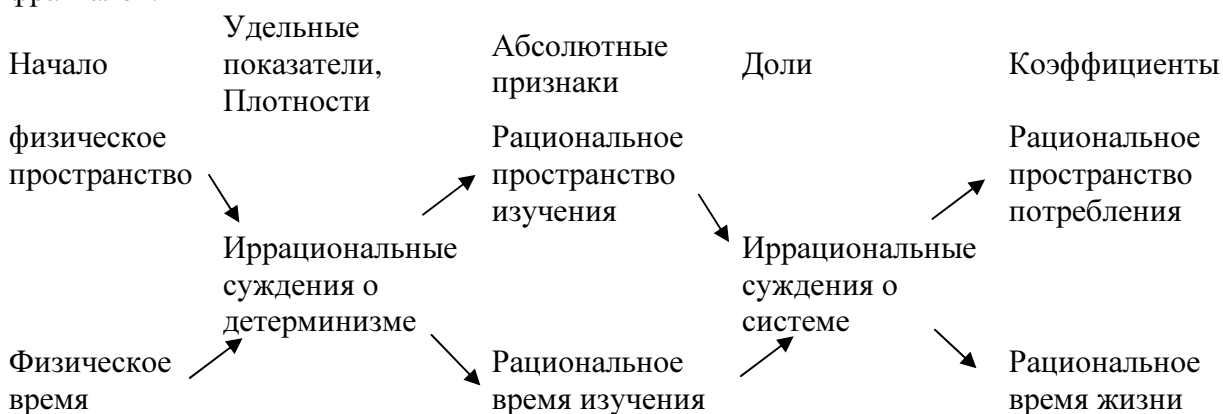 Начало
Удельные
показатели,
Плотности
Абсолютные
признаки
Доли
Коэффициенты
физическое
пространство
Рациональное
пространство
изучения
Рациональное
пространство
потребления
Иррациональные
суждения о
детерминизме
Иррациональные
суждения о
системе
Физическое
время
Рациональное
время изучения
Рациональное
время жизни